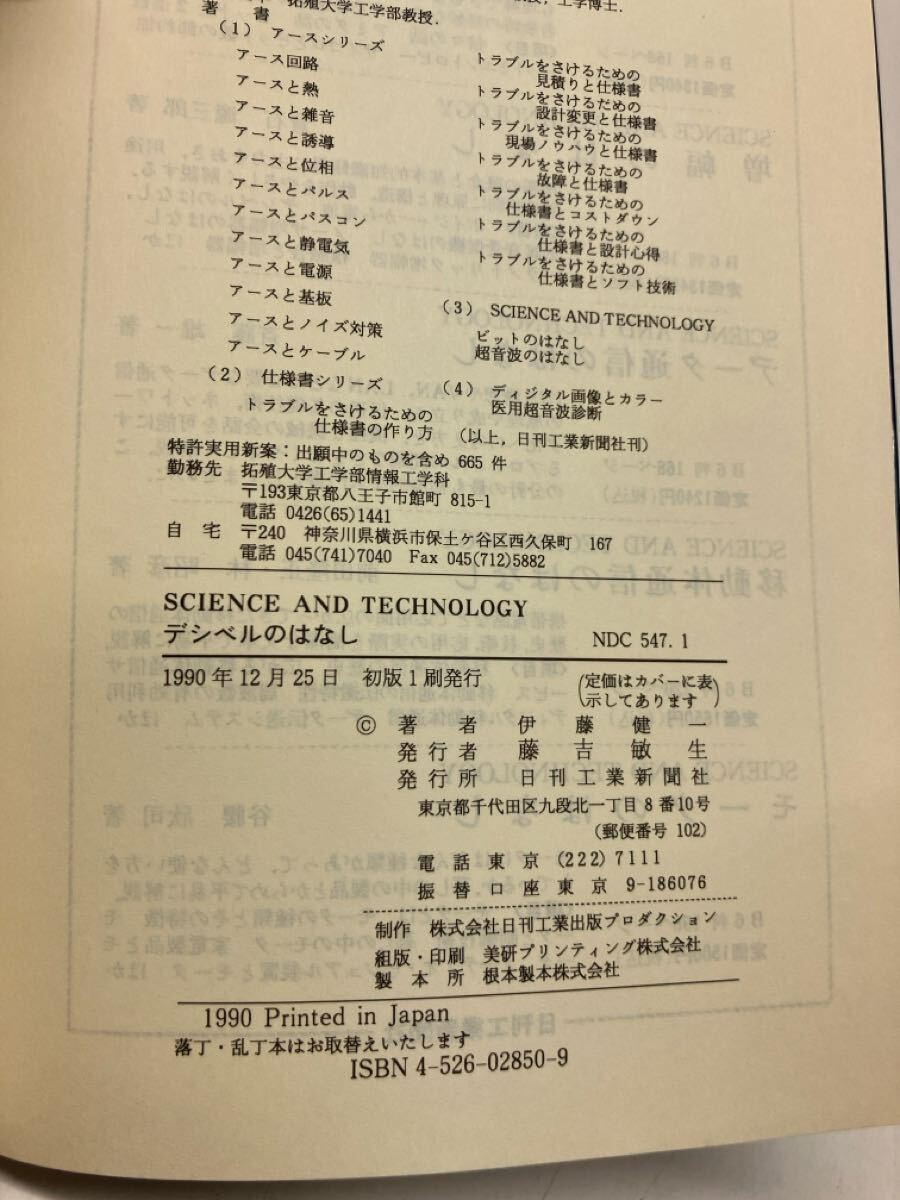 拓殖大学工学部教授.
工学博士.
著 書
(1) アースシリーズ
アース回路
アースと熱
アースと雑音
アースと誘導
アースと位相
アースとパルス
アースとパスコン
アースと静電気
アースと電源
アースと基板
アースとノイズ対策
アースとケーブル
(2) 仕様書シリーズ
トラブルをさけるための
仕様書の作り方
トラブルをさけるための
見積りと仕様書
トラブルをさけるための
設計変更と仕様書
トラブルをさけるための
現場ノウハウと仕様書
トラブルをさけるための
故障と仕様書
トラブルをさけるための
仕様書とコストダウン
トラブルをさけるための
仕様書と設計心得
トラブルをさけるための
仕様書とソフト技術
(3) SCIENCE AND TECHNOLOGY
ビットのはなし
超音波のはなし
(4) ディジタル画像とカラー
医用超音波診断
(以上,日刊工業新聞社刊)
特許実用新案:出願中のものを含め 665 件
勤務先 拓殖大学工学部情報工学科
〒193東京都八王子市館町 815-1
電話 0426(65)1441
自 宅 〒240 神奈川県横浜市保土ヶ谷区西久保町 167
電話 045(741)7040 Fax 045(712)5882
SCIENCE AND TECHNOLOGY
デシベルのはなし NDC 547.1
1990 年 12 月 25 日 初版 1 刷発行
(定価はカバーに表
示してあります)
© 著 者 伊 藤 健 一
発行者 藤 吉 敏 生
発行所 日刊工業新聞社
東京都千代田区九段北一丁目 8 番10号
(郵便番号 102)
電 話 東 京 (222) 7111
振 替 口 座 東 京 9-186076
制作 株式会社日刊工業出版プロダクション
組版・印刷 美研プリンティング株式会社
製 本 所 根本製本株式会社
1990 Printed in Japan
落丁・乱丁本はお取替えいたします
ISBN 4-526-02850-9